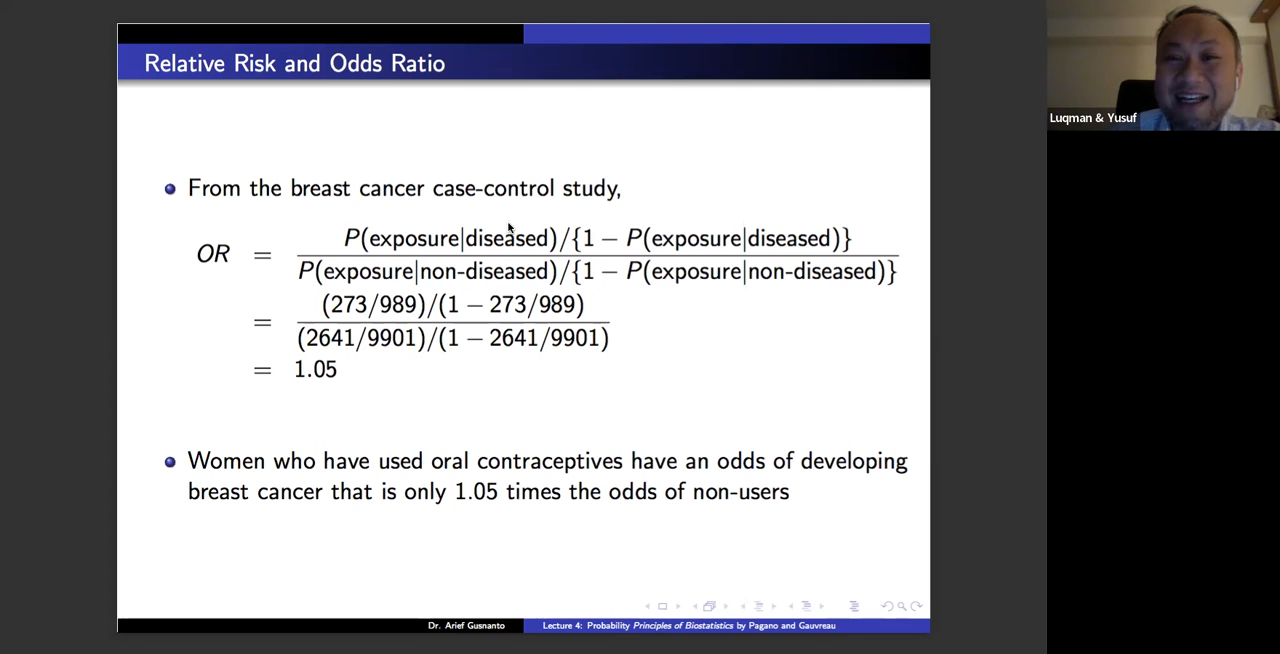 Relative Risk and Odds Ratio
Luqman & Yusuf
From the breast cancer case-control study,
OR = P(exposure|diseased)/{1 − P(exposure|diseased)}
P(exposure|non-diseased)/{1 − P(exposure|non-diseased)}
= (273/989)/(1 − 273/989)
(2641/9901)/(1 − 2641/9901)
= 1.05
Women who have used oral contraceptives have an odds of developing
breast cancer that is only 1.05 times the odds of non-users
Dr. Arief Gusnanto
Lecture 4: Probability Principles of Biostatistics by Pagano and Gauvreau